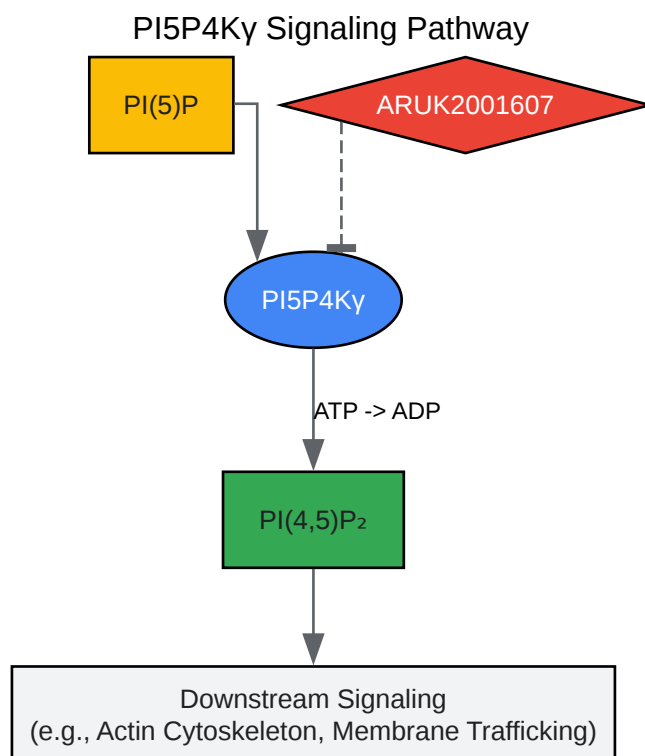 PI5P4Kγ Signaling Pathway
PI(5)P
ARUK2001607
PI5P4Kγ
ATP -> ADP
PI(4,5)P₂
Downstream Signaling
(e.g., Actin Cytoskeleton, Membrane Trafficking)